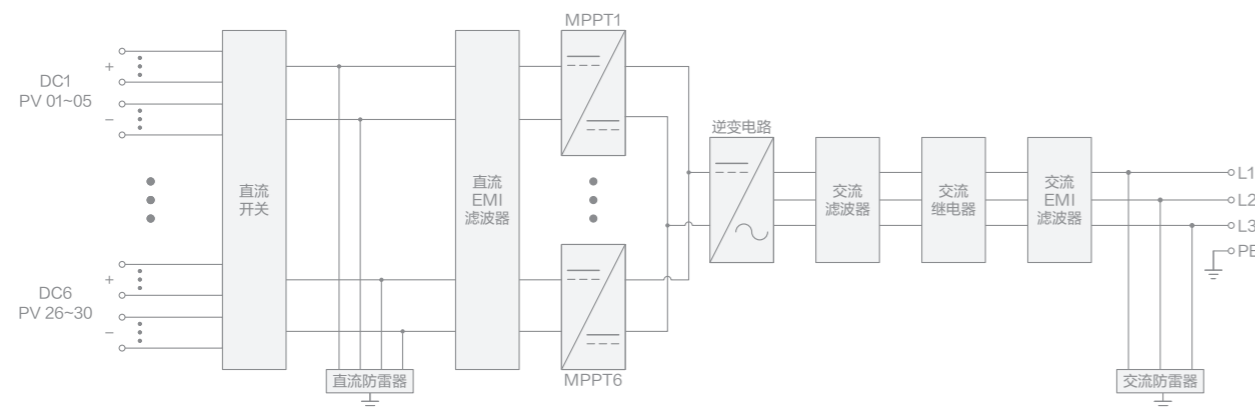 MPPT1
+
DC1
PV 01~05
−
直流
开关
直流
EMI
滤波器
逆变电路
交流
滤波器
交流
继电器
交流
EMI
滤波器
L1
L2
L3
PE
+
DC6
PV 26~30
−
直流防雷器
MPPT6
交流防雷器